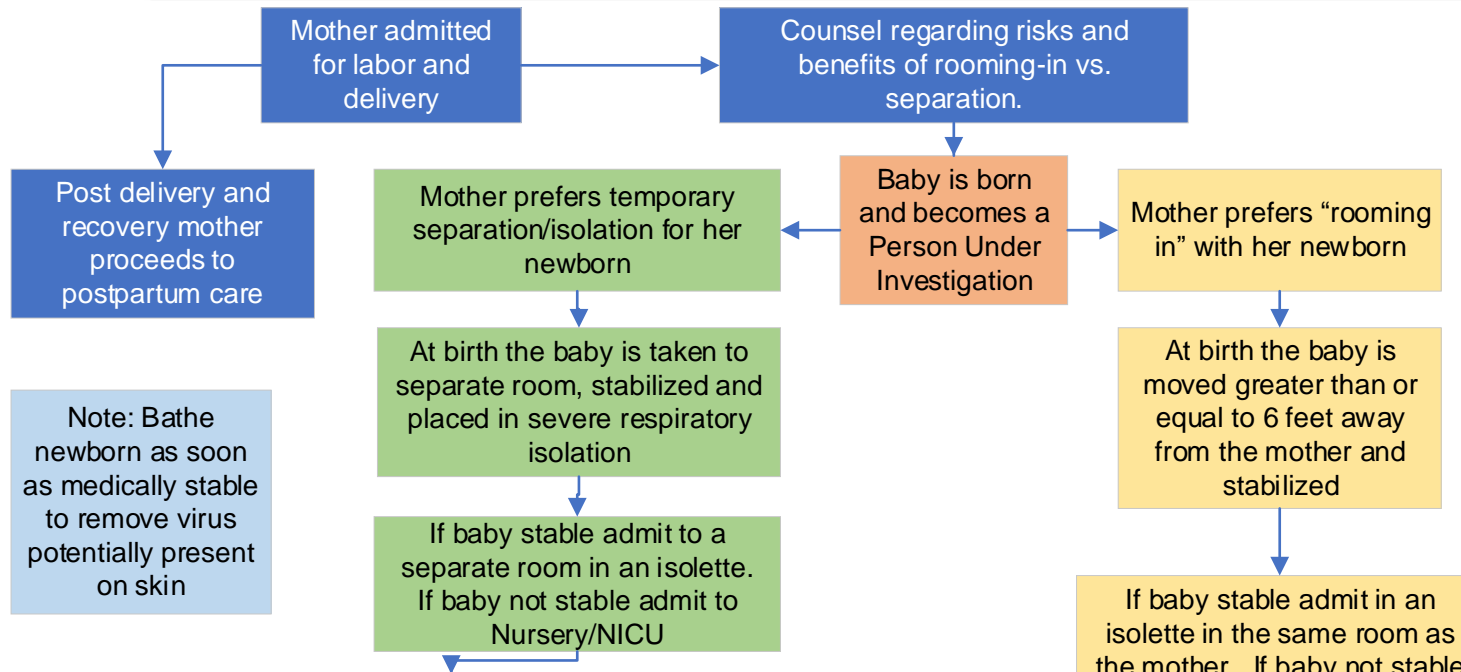 Mother admitted
for labor and
delivery
Counsel regarding risks and
benefits of rooming-in vs.
separation.
Post delivery and
recovery mother
proceeds to
postpartum care
Mother prefers temporary
separation/isolation for her
newborn
Baby is born
and becomes a
Person Under
Investigation
Mother prefers “rooming
in” with her newborn
At birth the baby is taken to
separate room, stabilized and
placed in severe respiratory
isolation
At birth the baby is
moved greater than or
equal to 6 feet away
from the mother and
stabilized
Note: Bathe
newborn as soon
as medically stable
to remove virus
potentially present
on skin
If baby stable admit to a
separate room in an isolette.
If baby not stable admit to
Nursery/NICU
If baby stable admit in an
isolette in the same room as
the mother. If baby not stable